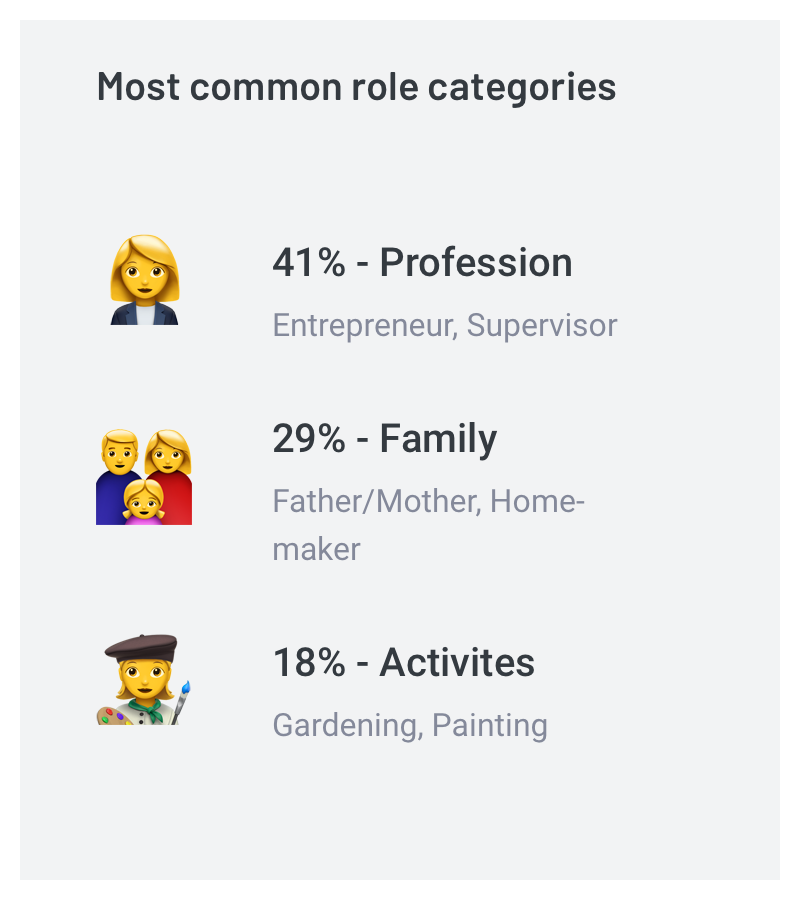 Most common role categories
41% - Profession
Entrepreneur, Supervisor
29% - Family
Father/Mother, Home-
maker
18% - Activites
Gardening, Painting